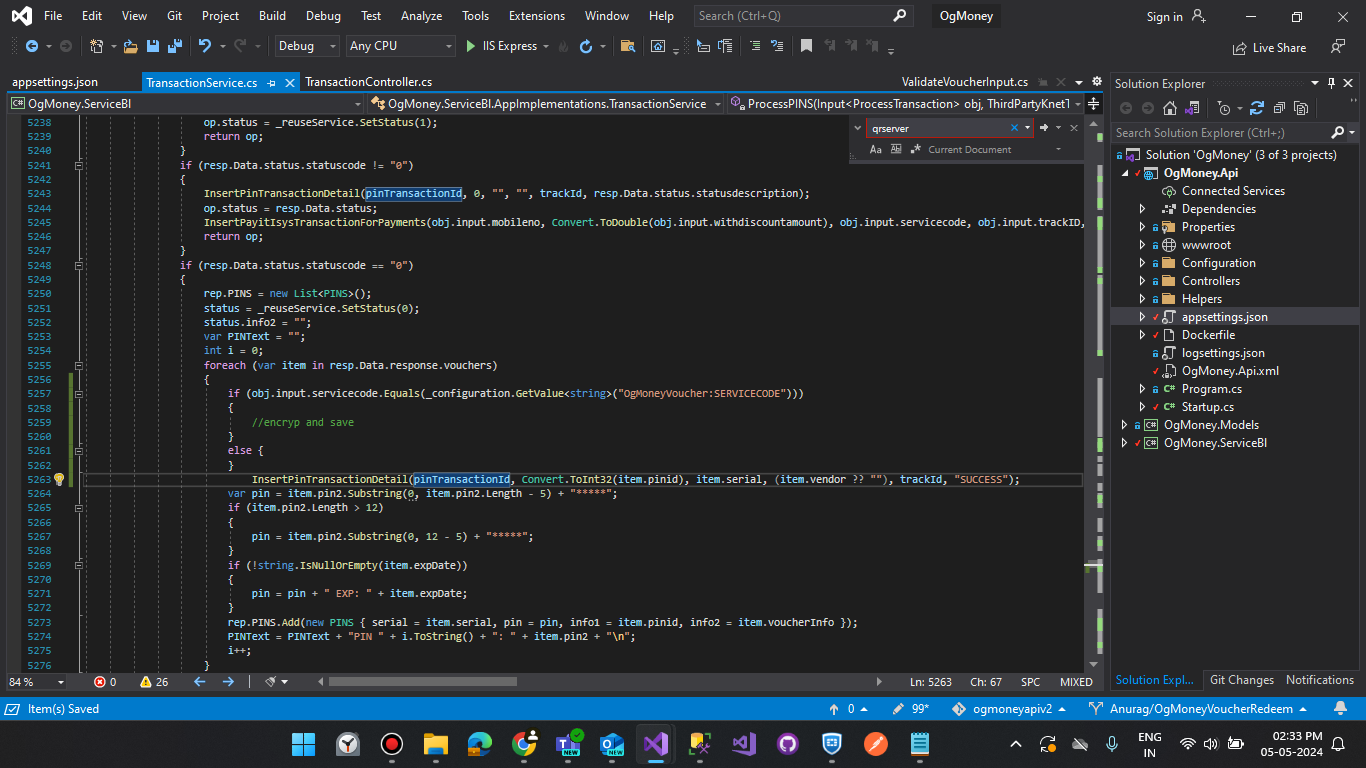 File Edit View Git Project Build Debug Test Analyze Tools Extensions Window Help Search (Ctrl+Q) OgMoney Sign in
Debug Any CPU IIS Express Live Share
appsettings.json TransactionService.cs TransactionController.cs ValidateVoucherInput.cs
OgMoney.ServiceBI OgMoney.ServiceBI.AppImplementations.TransactionService ProcessPINS(Input<ProcessTransaction> obj, ThirdPartyKnetT
qrserver
Aa Current Document
5238 op.status = _reuseService.SetStatus(1);
5239 return op;
5240 }
5241 if (resp.Data.status.statuscode != "0")
5242 {
5243 InsertPinTransactionDetail(pinTransactionId, 0, "", "", trackId, resp.Data.status.statusdescription);
5244 op.status = resp.Data.status;
5245 InsertPayitIsysTransactionForPayments(obj.input.mobileno, Convert.ToDouble(obj.input.withdiscountamount), obj.input.servicecode, obj.input.trackID,
5246 return op;
5247 }
5248 if (resp.Data.status.statuscode == "0")
5249 {
5250 rep.PINS = new List<PINS>();
5251 status = _reuseService.SetStatus(0);
5252 status.info2 = "";
5253 var PINText = "";
5254 int i = 0;
5255 foreach (var item in resp.Data.response.vouchers)
5256 {
5257 if (obj.input.servicecode.Equals(_configuration.GetValue<string>("OgMoneyVoucher:SERVICECODE")))
5258 {
5259 //encryp and save
5260 }
5261 else {
5262 }
5263 InsertPinTransactionDetail(pinTransactionId, Convert.ToInt32(item.pinid), item.serial, (item.vendor ?? ""), trackId, "SUCCESS");
5264 var pin = item.pin2.Substring(0, item.pin2.Length - 5) + "*****";
5265 if (item.pin2.Length > 12)
5266 {
5267 pin = item.pin2.Substring(0, 12 - 5) + "*****";
5268 }
5269 if (!string.IsNullOrEmpty(item.expDate))
5270 {
5271 pin = pin + " EXP: " + item.expDate;
5272 }
5273 rep.PINS.Add(new PINS { serial = item.serial, pin = pin, info1 = item.pinid, info2 = item.voucherInfo });
5274 PINText = PINText + "PIN " + i.ToString() + ": " + item.pin2 + "\n";
5275 i++;
5276 }
84 % 0 26 Ln: 5263 Ch: 67 SPC MIXED
Solution Explorer
Search Solution Explorer (Ctrl+;)
Solution 'OgMoney' (3 of 3 projects)
OgMoney.Api
Connected Services
Dependencies
Properties
wwwroot
Configuration
Controllers
Helpers
appsettings.json
Dockerfile
logsettings.json
OgMoney.Api.xml
C# Program.cs
C# Startup.cs
C# OgMoney.Models
C# OgMoney.ServiceBI
Solution Expl... Git Changes Notifications
Item(s) Saved 0 99* ogmoneyapiv2 Anurag/OgMoneyVoucherRedeem
ENG
IN
02:33 PM
05-05-2024